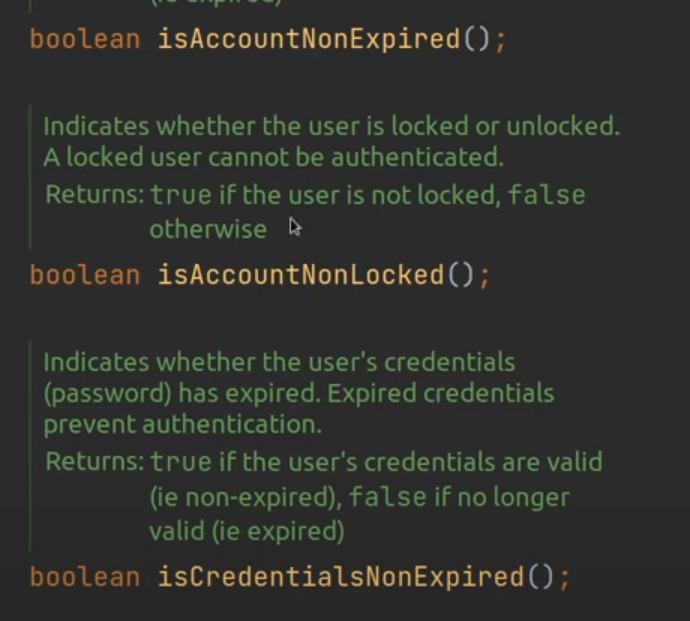 (ie expired)
boolean isAccountNonExpired();
Indicates whether the user is locked or unlocked.
A locked user cannot be authenticated.
Returns: true if the user is not locked, false
otherwise
boolean isAccountNonLocked();
Indicates whether the user's credentials
(password) has expired. Expired credentials
prevent authentication.
Returns: true if the user's credentials are valid
(ie non-expired), false if no longer
valid (ie expired)
boolean isCredentialsNonExpired();